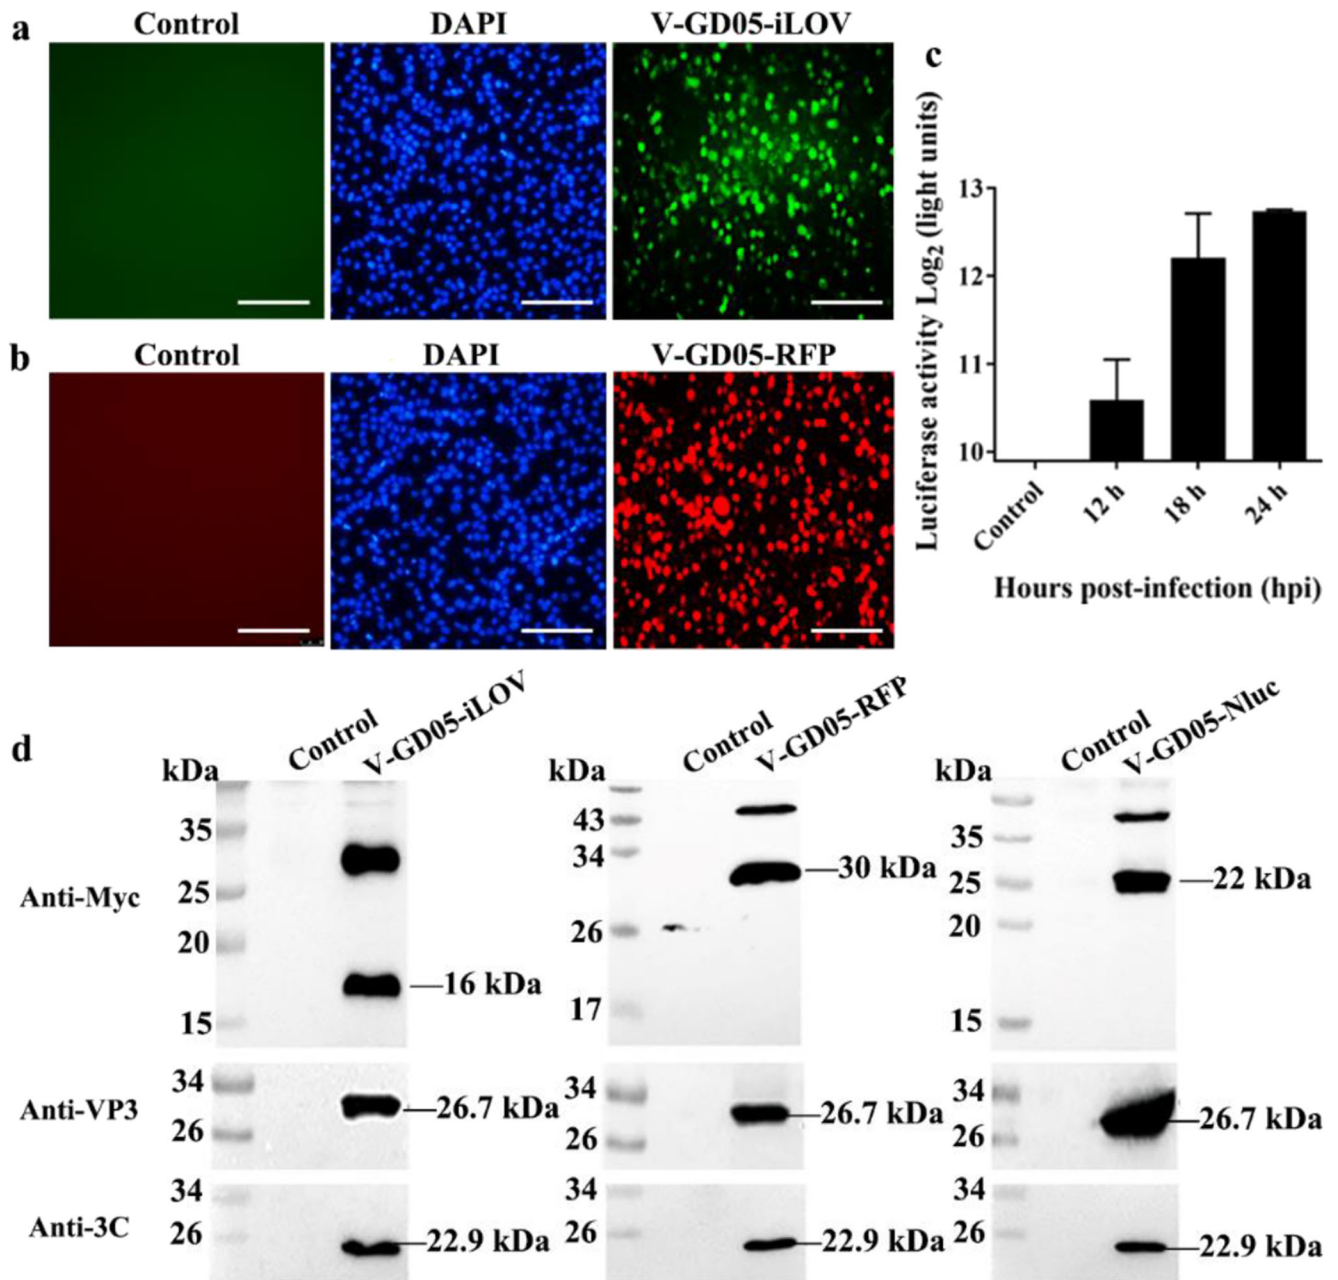 a
Control
DAPI
V-GD05-iLOV
b
Control
DAPI
V-GD05-RFP
c
Luciferase activity Log2 (light units)
13
12
11
10
Control
12 h
18 h
24 h
Hours post-infection (hpi)
d
kDa
Control
V-GD05-iLOV
kDa
Control
V-GD05-RFP
kDa
Control
V-GD05-Nluc
Anti-Myc
35
25
20
15
16 kDa
43
34
26
17
30 kDa
35
25
20
15
22 kDa
Anti-VP3
34
26
26.7 kDa
34
26
26.7 kDa
34
26
26.7 kDa
Anti-3C
34
26
22.9 kDa
34
26
22.9 kDa
34
26
22.9 kDa